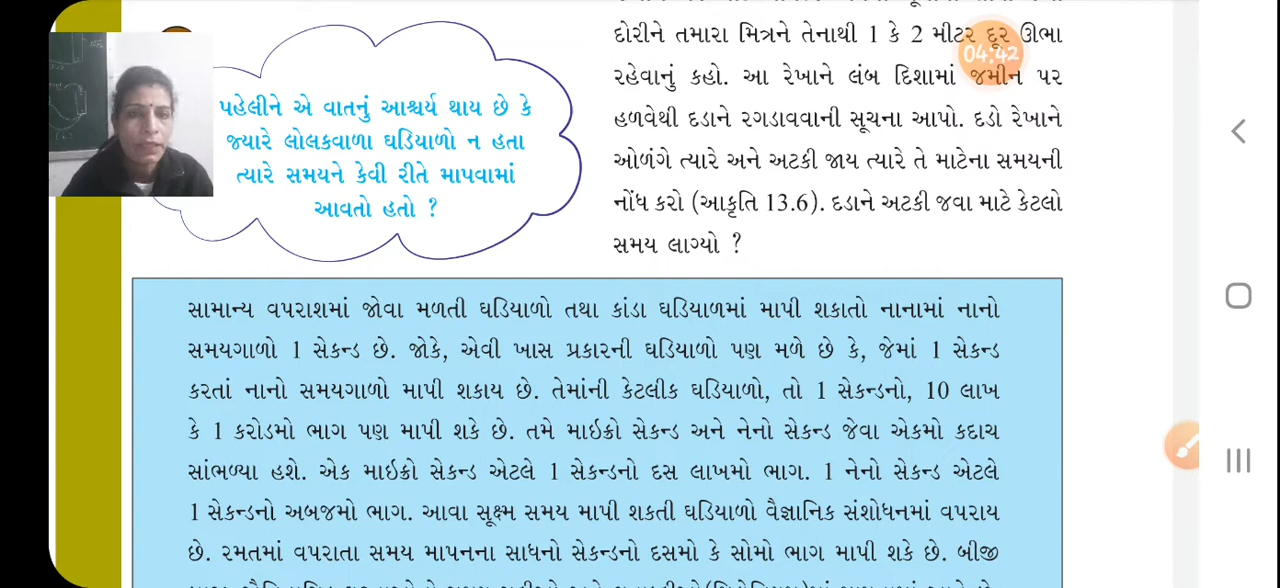 પહેલીને એ વાતનું આશ્ચર્ય થાય છે કે
જ્યારે લોલકવાળા ઘડિયાળો ન હતા
ત્યારે સમયને કેવી રીતે માપવામાં
આવતો હતો ?
દોરીને તમારા મિત્રને તેનાથી 1 કે 2 મીટર દૂર ઊભા
રહેવાનું કહો. આ રેખાને લંબ દિશામાં જમીન પર
હળવેથી દડાને રગડાવવાની સૂચના આપો. દડો રેખાને
ઓળંગે ત્યારે અને અટકી જાય ત્યારે તે માટેના સમયની
નોંધ કરો (આકૃતિ 13.6). દડાને અટકી જવા માટે કેટલો
સમય લાગ્યો ?
04:42
સામાન્ય વપરાશમાં જોવા મળતી ઘડિયાળો તથા કાંડા ઘડિયાળમાં માપી શકાતો નાનામાં નાનો
સમયગાળો 1 સેકન્ડ છે. જોકે, એવી ખાસ પ્રકારની ઘડિયાળો પણ મળે છે કે, જેમાં 1 સેકન્ડ
કરતાં નાનો સમયગાળો માપી શકાય છે. તેમાંની કેટલીક ઘડિયાળો, તો 1 સેકન્ડનો, 10 લાખ
કે 1 કરોડમો ભાગ પણ માપી શકે છે. તમે માઇક્રો સેકન્ડ અને નેનો સેકન્ડ જેવા એકમો કદાચ
સાંભળ્યા હશે. એક માઇક્રો સેકન્ડ એટલે 1 સેકન્ડનો દસ લાખમો ભાગ. 1 નેનો સેકન્ડ એટલે
1 સેકન્ડનો અબજમો ભાગ. આવા સૂક્ષ્મ સમય માપી શકતી ઘડિયાળો વૈજ્ઞાનિક સંશોધનમાં વપરાય
છે. રમતમાં વપરાતા સમય માપનના સાધનો સેકન્ડનો દસમો કે સોમો ભાગ માપી શકે છે. બીજી